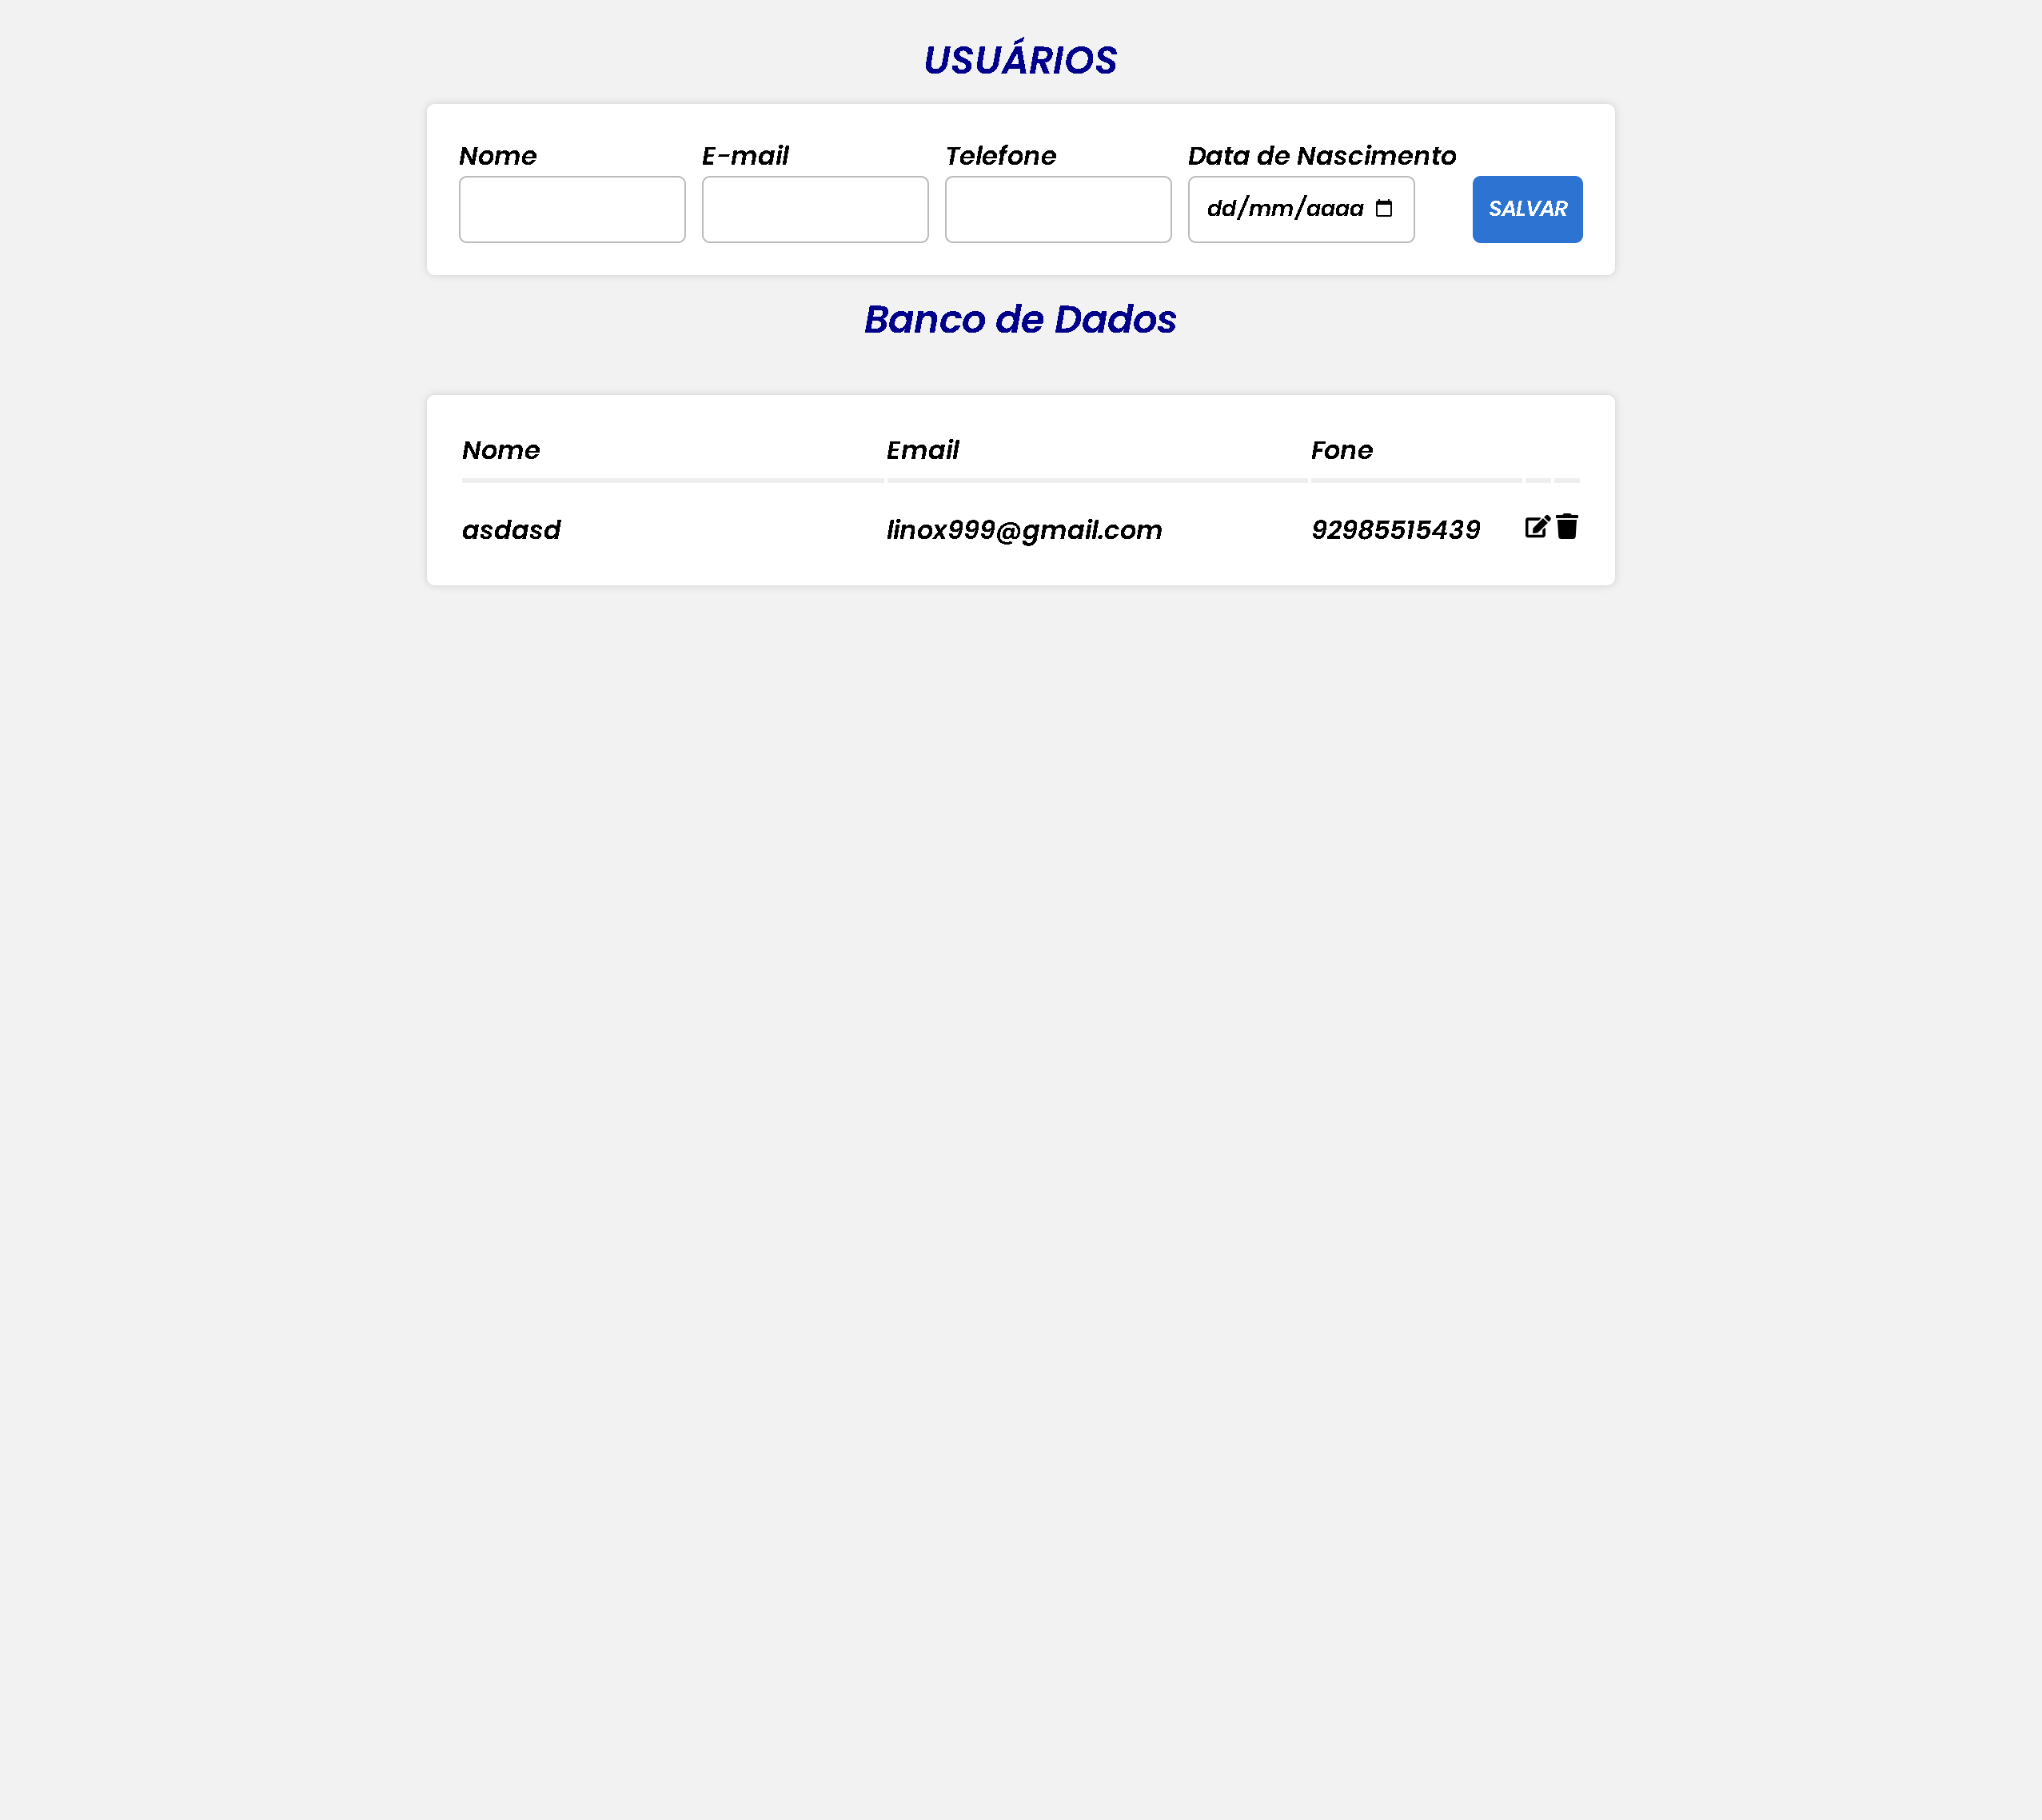 USUÁRIOS
Nome E-mail Telefone Data de Nascimento
dd/mm/aaaa SALVAR
Banco de Dados
Nome Email Fone
asdasd linox999@gmail.com 92985515439